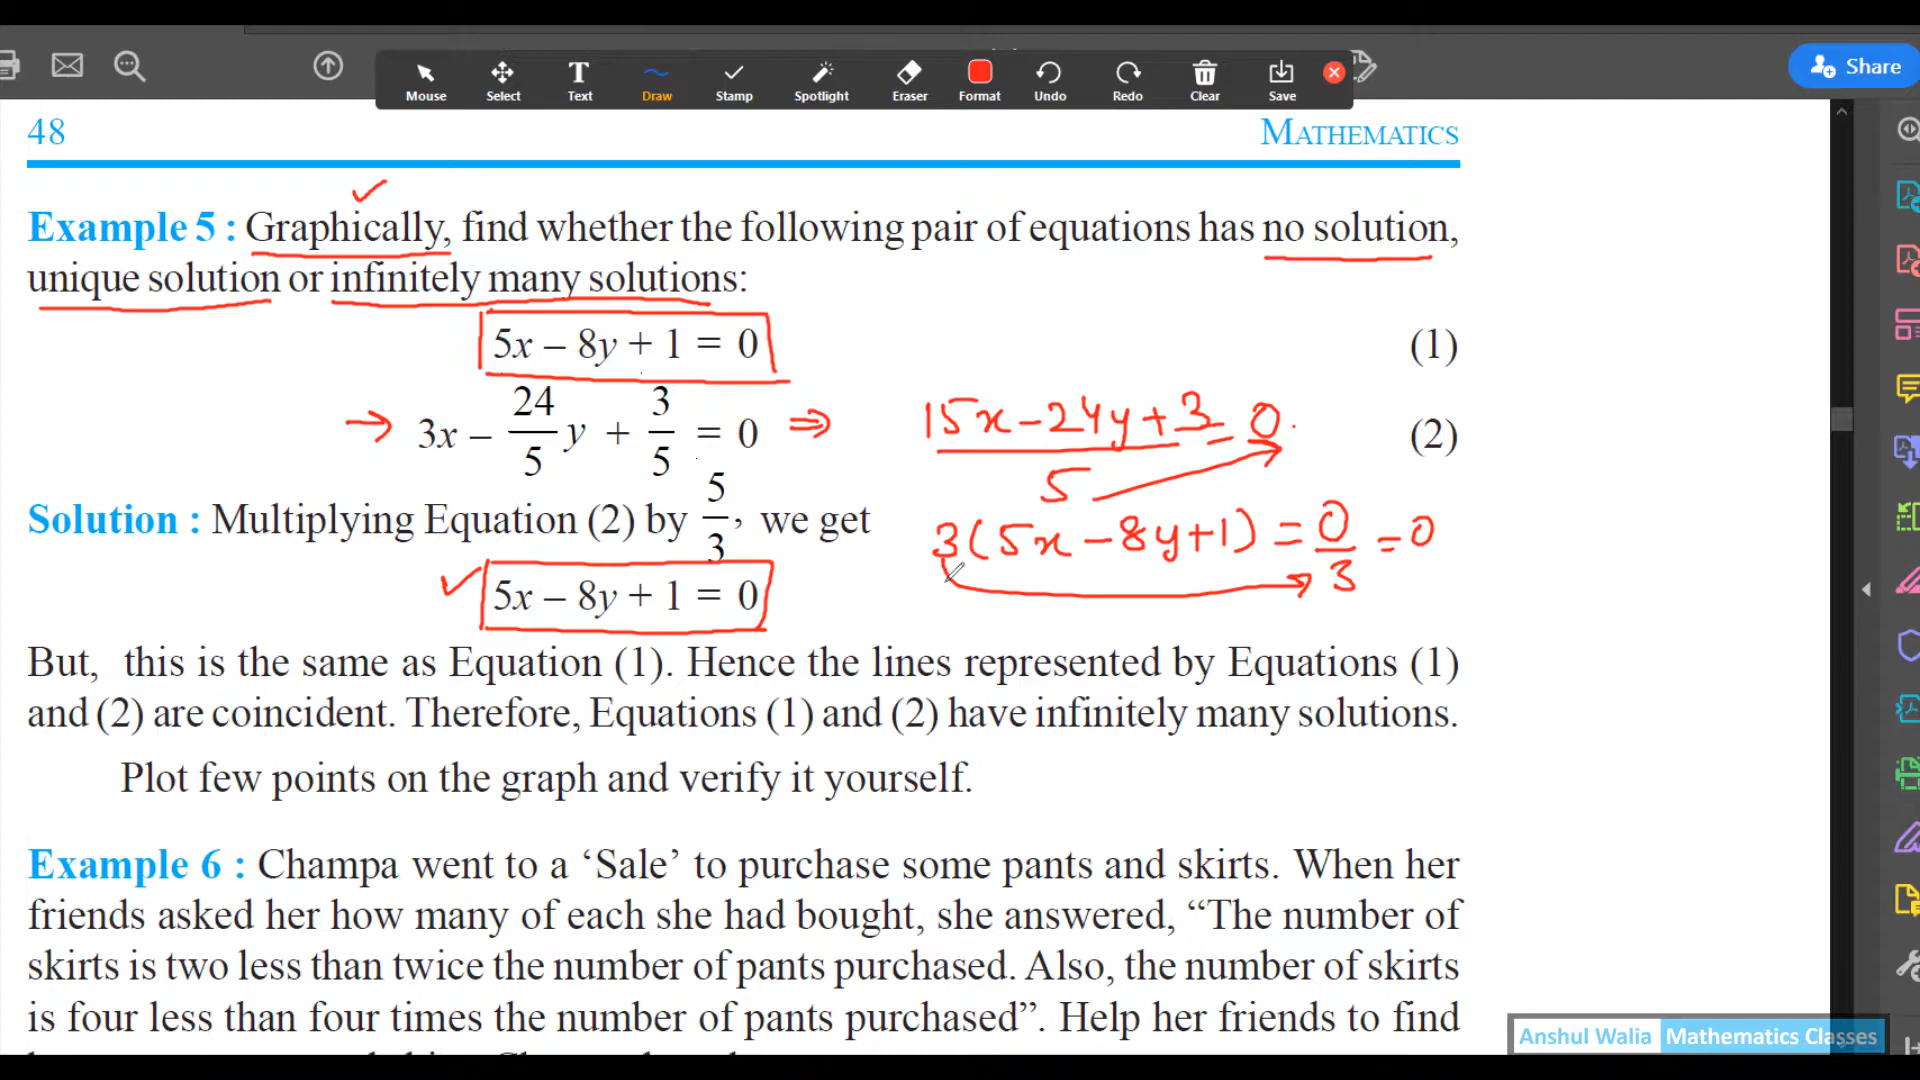 Share
Mouse Select Text Draw Stamp Spotlight Eraser Format Undo Redo Clear Save
48 MATHEMATICS
Example 5 : Graphically, find whether the following pair of equations has no solution,
unique solution or infinitely many solutions:
5x – 8y + 1 = 0 (1)
3x – 24/5 y + 3/5 = 0 ⇒ 15x – 24y + 3 / 5 = 0. (2)
Solution : Multiplying Equation (2) by 5/3, we get
3(5x – 8y + 1) = 0/3 = 0
5x – 8y + 1 = 0
But, this is the same as Equation (1). Hence the lines represented by Equations (1)
and (2) are coincident. Therefore, Equations (1) and (2) have infinitely many solutions.
Plot few points on the graph and verify it yourself.
Example 6 : Champa went to a ‘Sale’ to purchase some pants and skirts. When her
friends asked her how many of each she had bought, she answered, “The number of
skirts is two less than twice the number of pants purchased. Also, the number of skirts
is four less than four times the number of pants purchased”. Help her friends to find
Anshul Walia Mathematics Classes